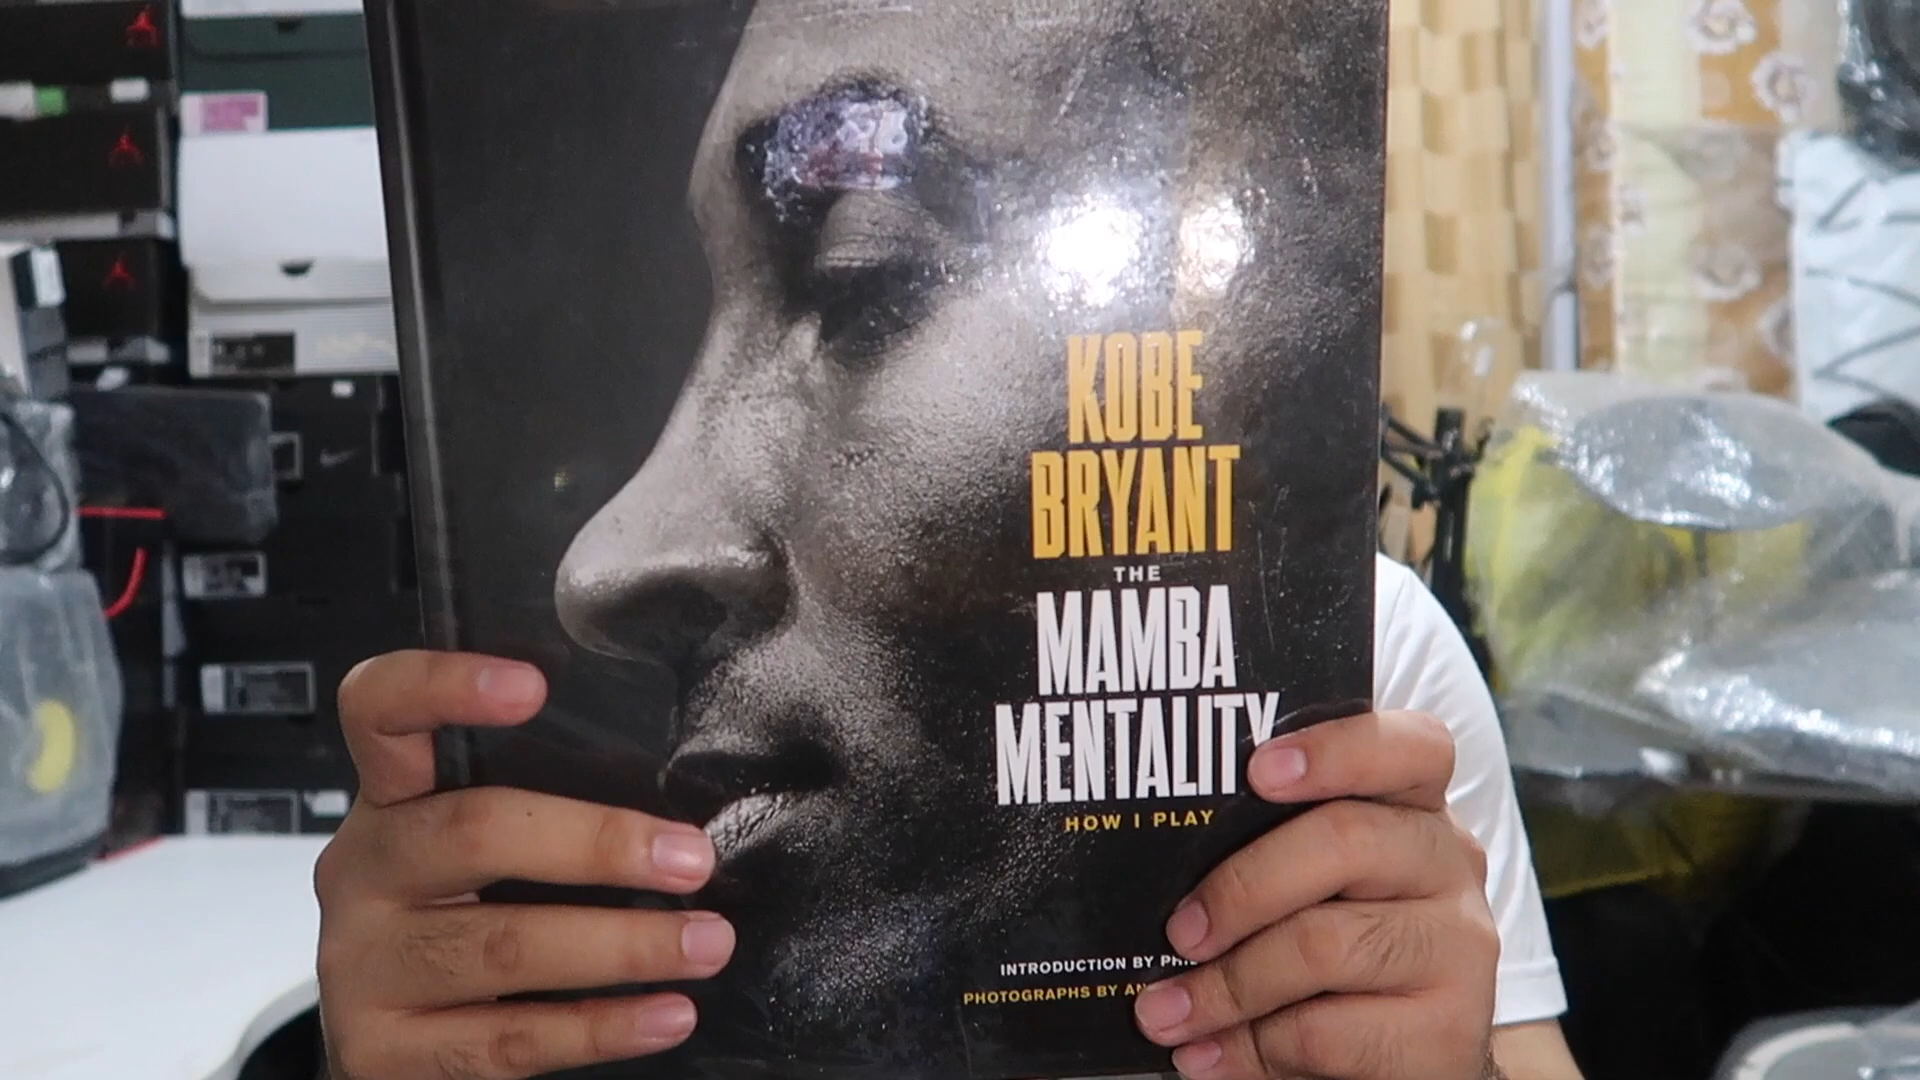 KOBE
BRYANT
THE
MAMBA
MENTALITY
HOW I PLAY
INTRODUCTION BY
PHOTOGRAPHS BY